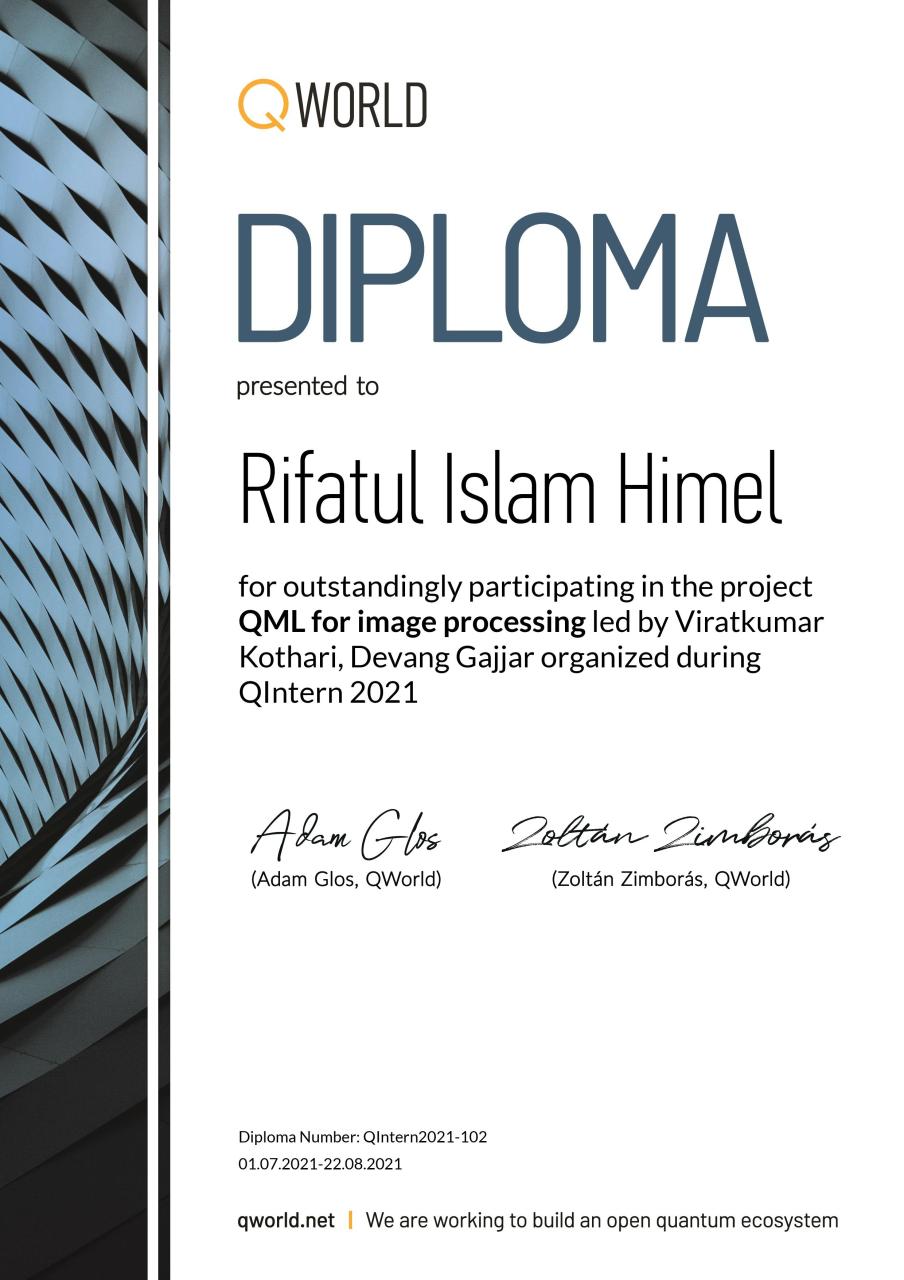 QWORLD
DIPLOMA
presented to
Rifatul Islam Himel
for outstandingly participating in the project
QML for image processing led by Viratkumar
Kothari, Devang Gajjar organized during
QIntern 2021
Adam Glos Zoltán Zimborás
(Adam Glos, QWorld) (Zoltán Zimborás, QWorld)
Diploma Number: QIntern2021-102
01.07.2021-22.08.2021
qworld.net | We are working to build an open quantum ecosystem